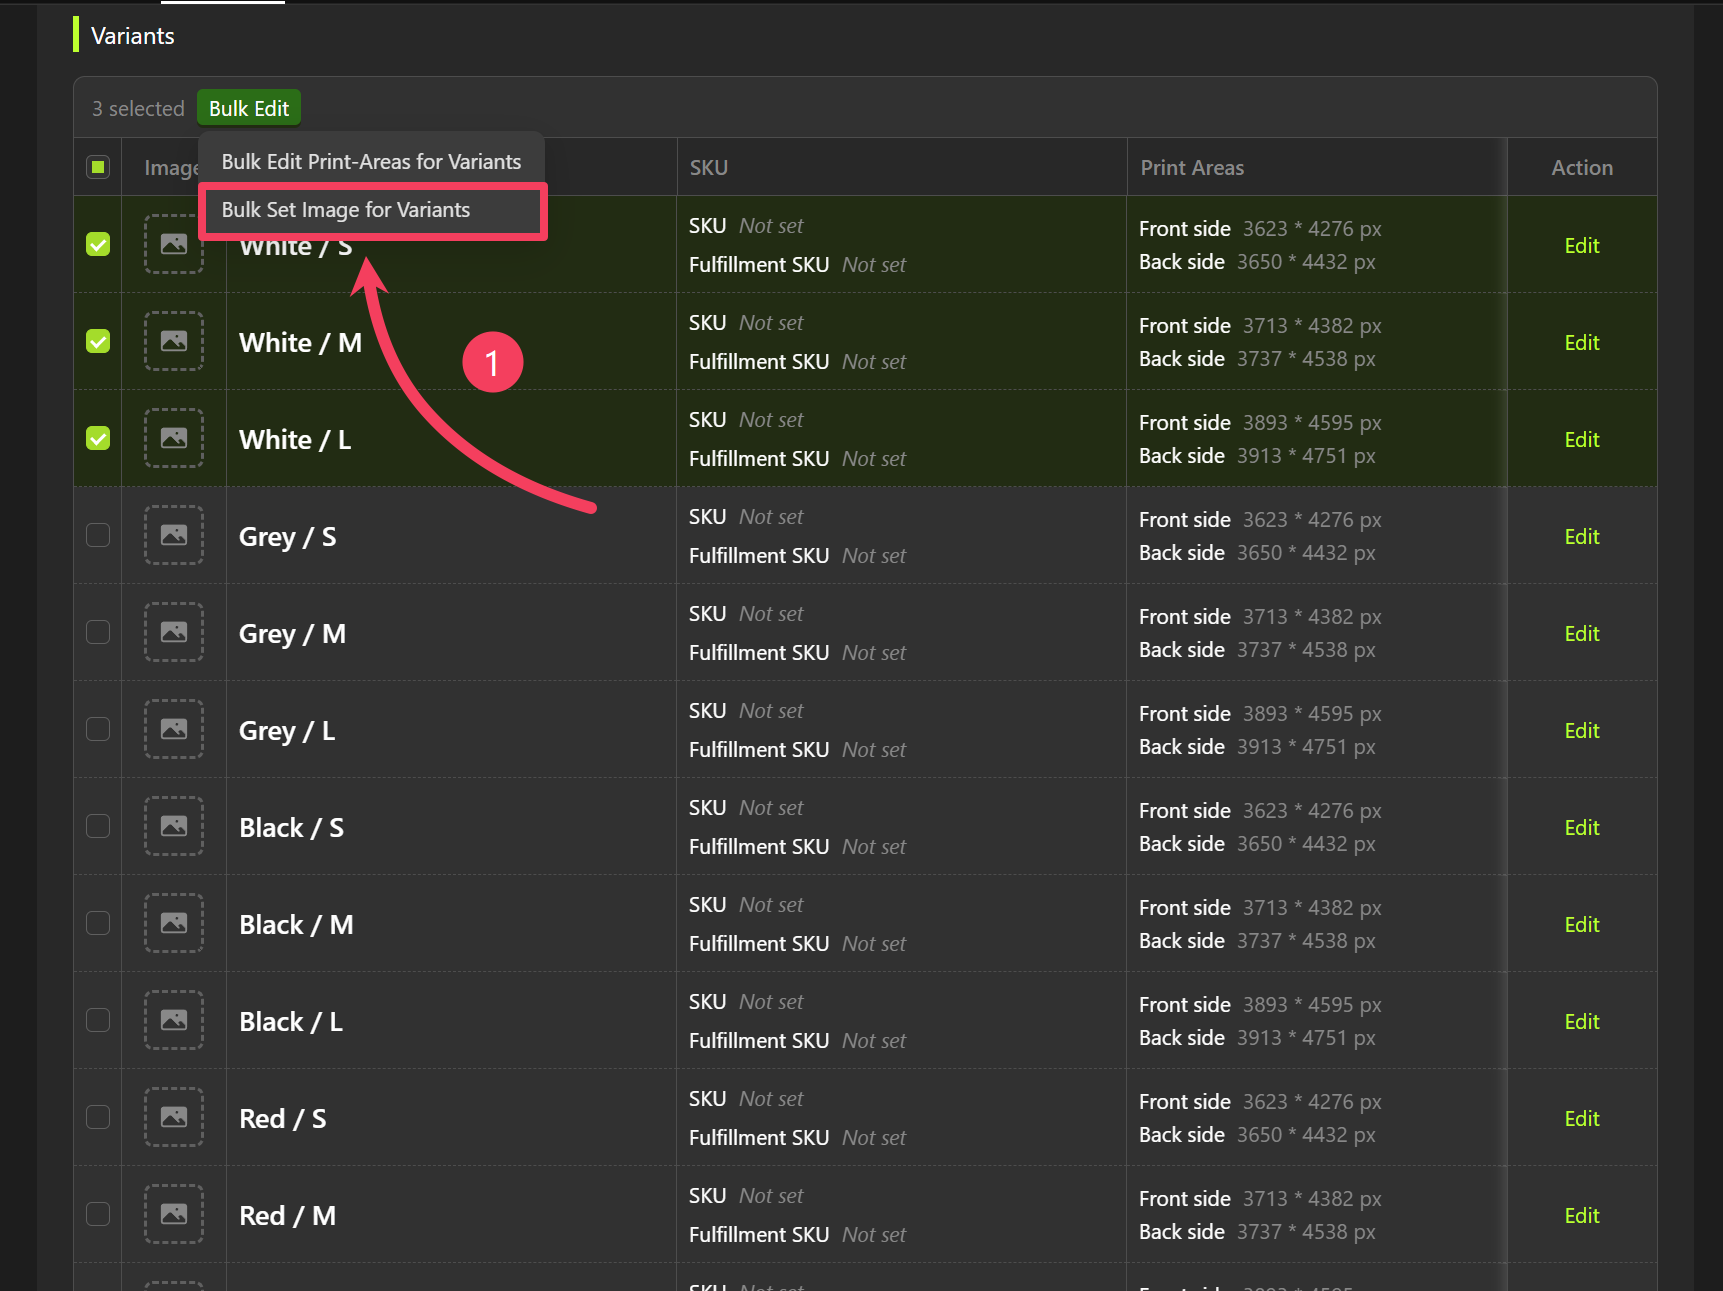 Variants
3 selected Bulk Edit
Bulk Edit Print-Areas for Variants
Bulk Set Image for Variants
Image SKU Print Areas Action
White / S SKU Not set Front side 3623 * 4276 px Edit
Fulfillment SKU Not set Back side 3650 * 4432 px
1
White / M SKU Not set Front side 3713 * 4382 px Edit
Fulfillment SKU Not set Back side 3737 * 4538 px
White / L SKU Not set Front side 3893 * 4595 px Edit
Fulfillment SKU Not set Back side 3913 * 4751 px
Grey / S SKU Not set Front side 3623 * 4276 px Edit
Fulfillment SKU Not set Back side 3650 * 4432 px
Grey / M SKU Not set Front side 3713 * 4382 px Edit
Fulfillment SKU Not set Back side 3737 * 4538 px
Grey / L SKU Not set Front side 3893 * 4595 px Edit
Fulfillment SKU Not set Back side 3913 * 4751 px
Black / S SKU Not set Front side 3623 * 4276 px Edit
Fulfillment SKU Not set Back side 3650 * 4432 px
Black / M SKU Not set Front side 3713 * 4382 px Edit
Fulfillment SKU Not set Back side 3737 * 4538 px
Black / L SKU Not set Front side 3893 * 4595 px Edit
Fulfillment SKU Not set Back side 3913 * 4751 px
Red / S SKU Not set Front side 3623 * 4276 px Edit
Fulfillment SKU Not set Back side 3650 * 4432 px
Red / M SKU Not set Front side 3713 * 4382 px Edit
Fulfillment SKU Not set Back side 3737 * 4538 px